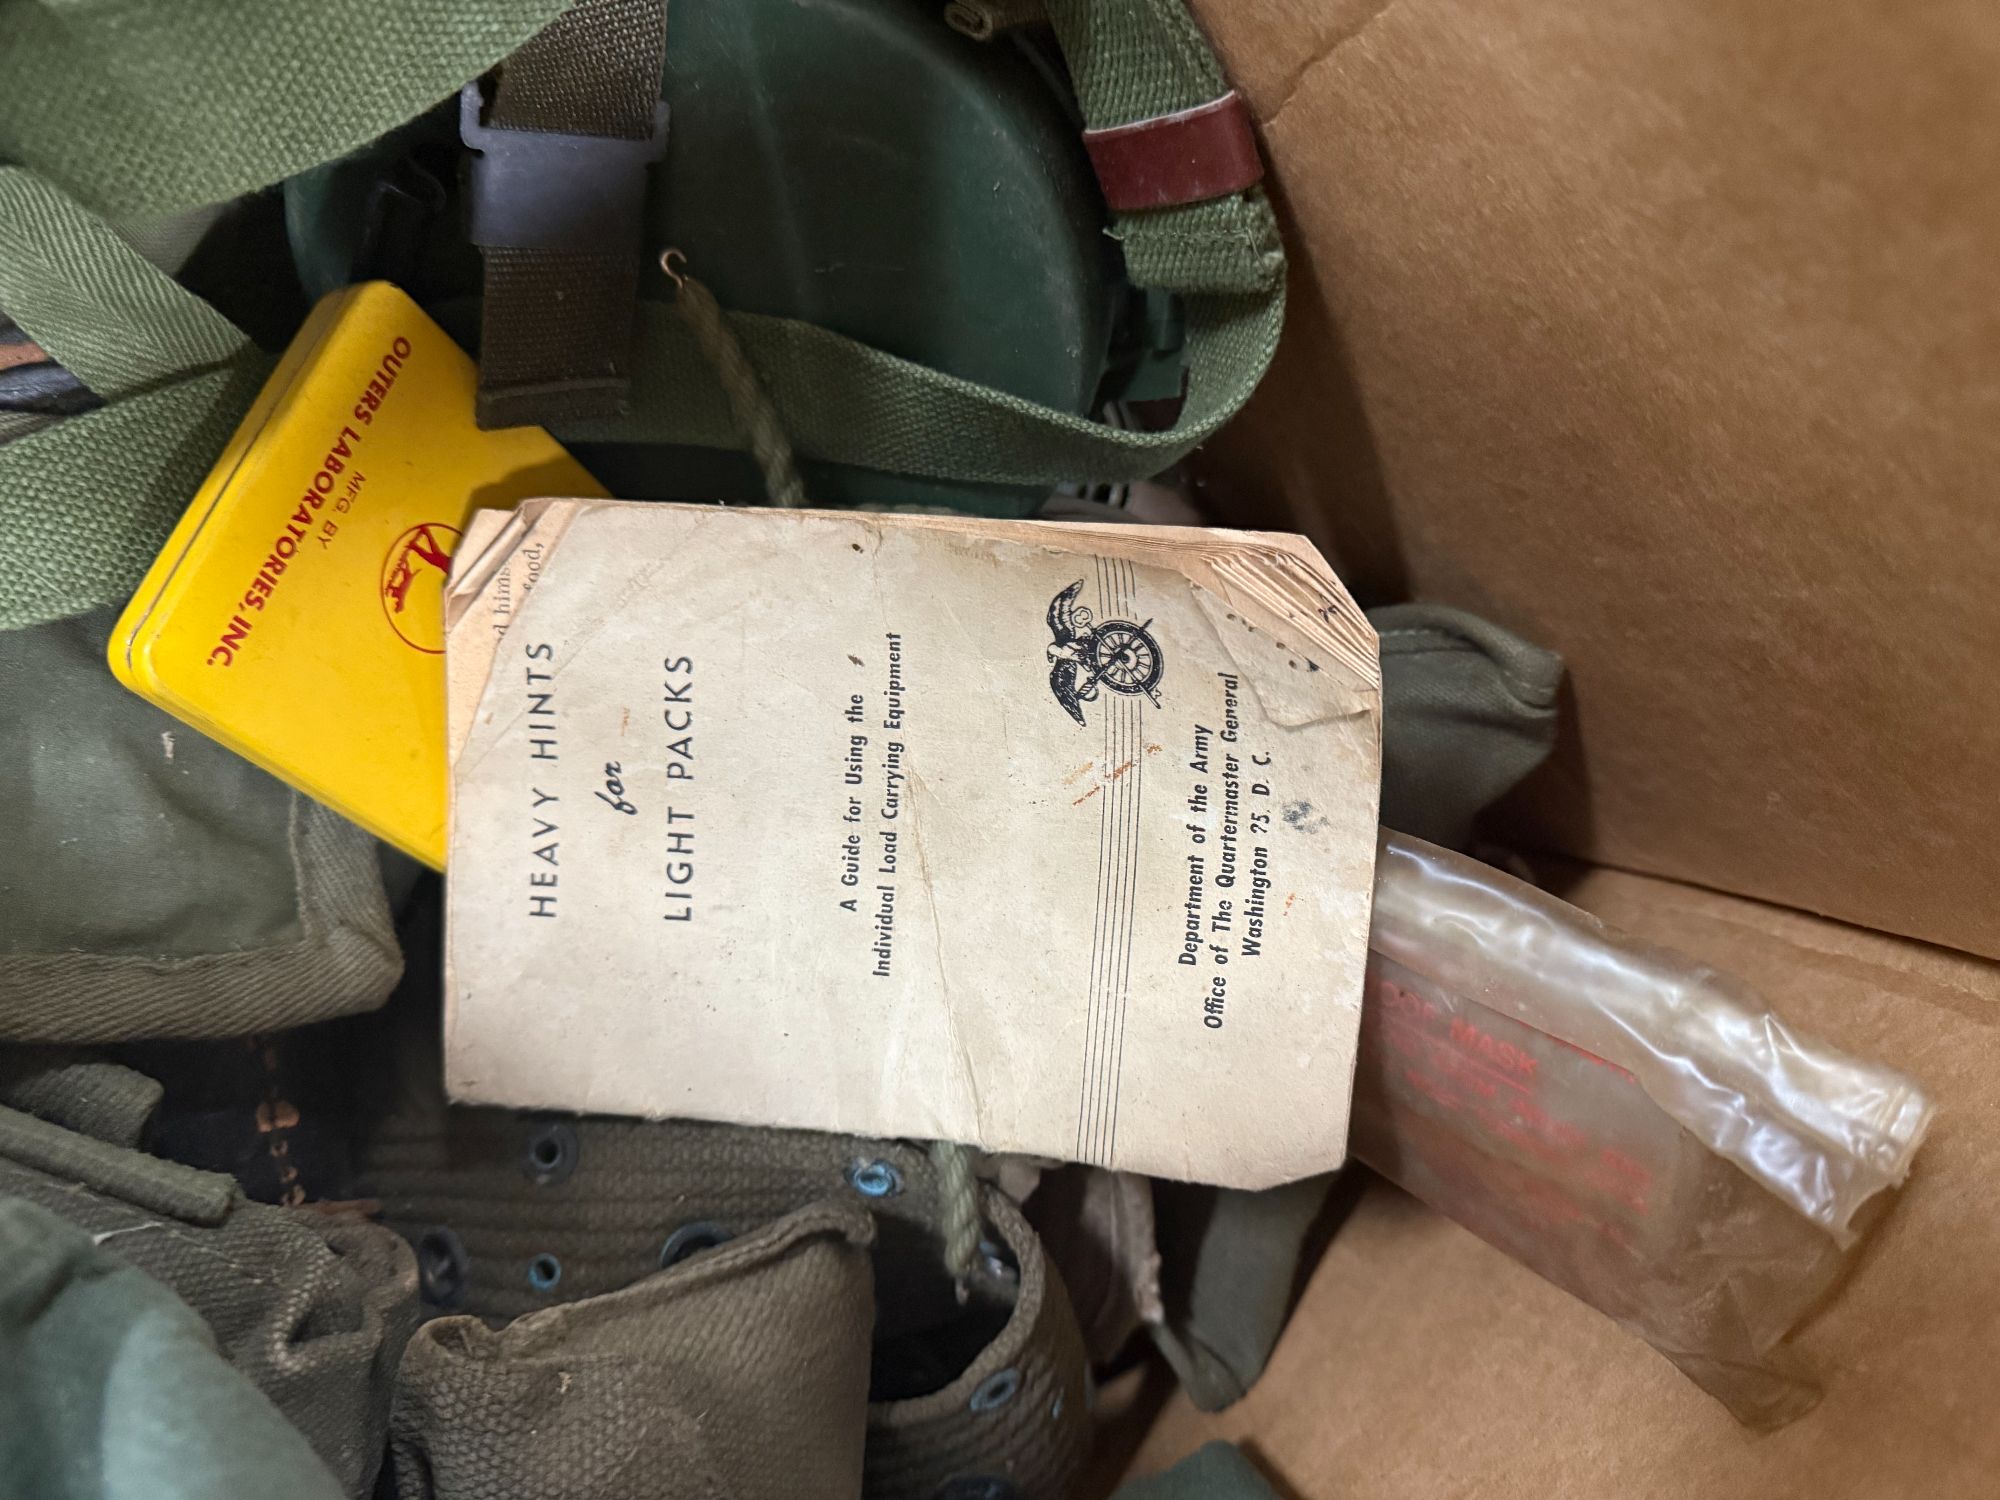 HEAVY HINTS
for
LIGHT PACKS
A Guide for Using the
Individual Load Carrying Equipment
Department of the Army
Office of The Quartermaster General
Washington 25, D. C.
food,
MFG. BY
OUTERS LABORATORIES, INC.
MASK